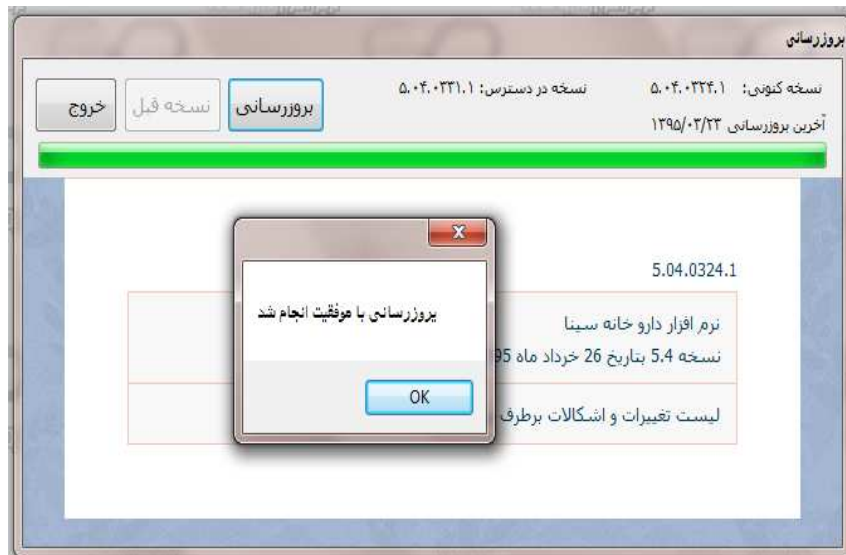 بروزرسانی
نسخه کنونی: ۵.۰۴.۰۳۲۴.۱ نسخه در دسترس: ۵.۰۴.۰۳۳۱.۱
آخرین بروزرسانی ۱۳۹۵/۰۳/۲۳
بروزرسانی نسخه قبل خروج
5.04.0324.1
نرم افزار دارو خانه سینا
نسخه 5.4 بتاریخ 26 خرداد ماه 95
لیست تغییرات و اشکالات برطرف
X
بروزرسانی با موفقیت انجام شد
OK